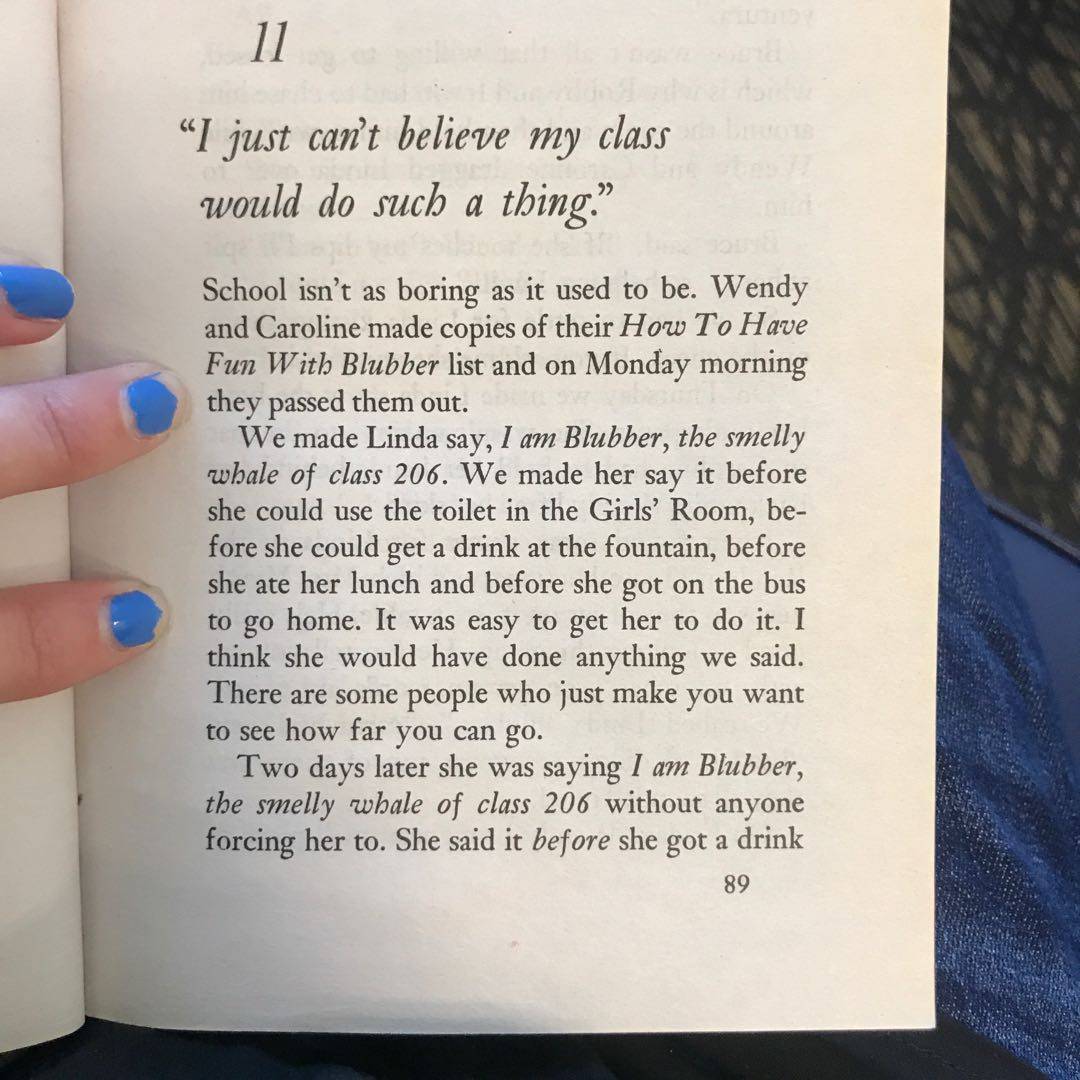 11
“I just can’t believe my class
would do such a thing.”
School isn’t as boring as it used to be. Wendy
and Caroline made copies of their How To Have
Fun With Blubber list and on Monday morning
they passed them out.
We made Linda say, I am Blubber, the smelly
whale of class 206. We made her say it before
she could use the toilet in the Girls’ Room, be-
fore she could get a drink at the fountain, before
she ate her lunch and before she got on the bus
to go home. It was easy to get her to do it. I
think she would have done anything we said.
There are some people who just make you want
to see how far you can go.
Two days later she was saying I am Blubber,
the smelly whale of class 206 without anyone
forcing her to. She said it before she got a drink
89